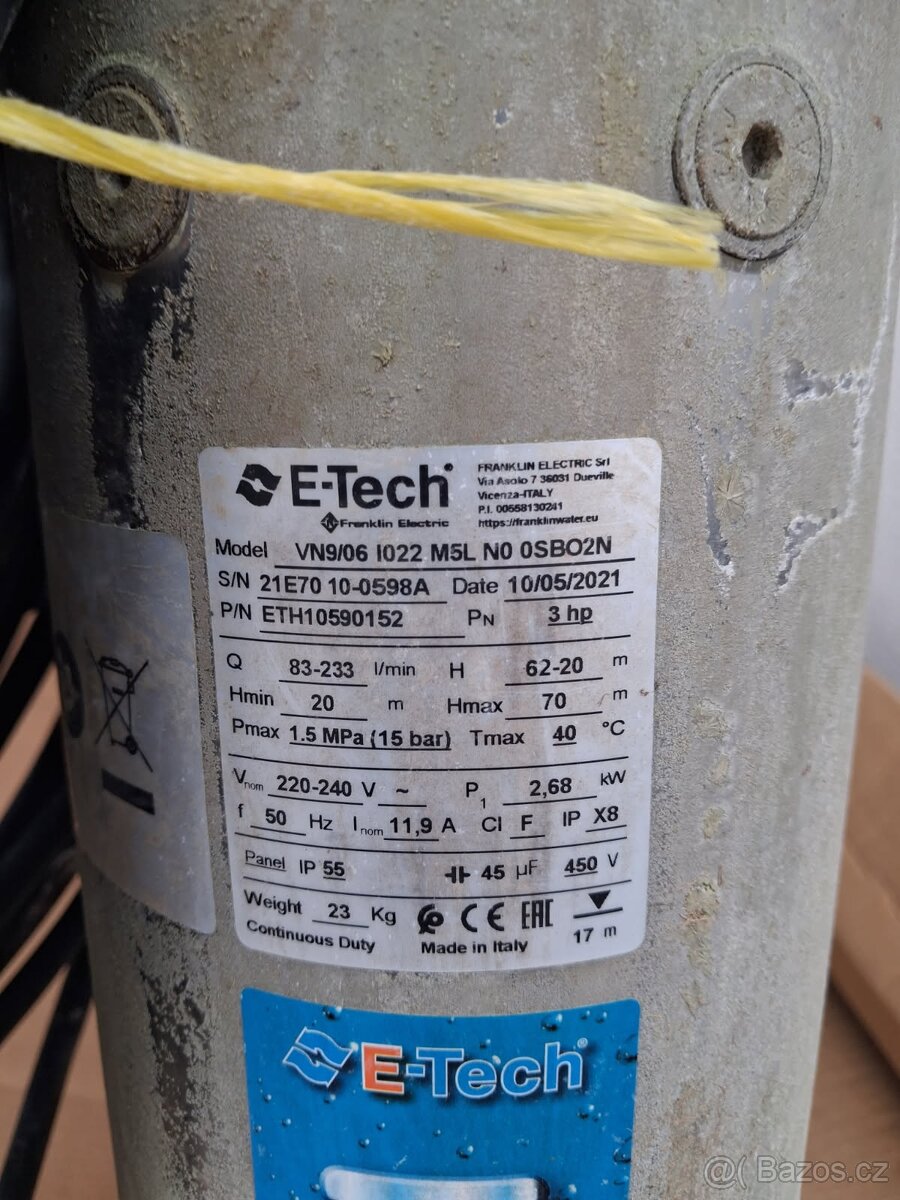 E-Tech®
Franklin Electric
FRANKLIN ELECTRIC Srl
Via Asolo 7 36031 Dueville
Vicenza-ITALY
P.I. 00558130241
https://franklinwater.eu
Model VN9/06 I022 M5L N0 0SBO2N
S/N 21E70 10-0598A Date 10/05/2021
P/N ETH10590152 PN 3 hp
Q 83-233 l/min H 62-20 m
Hmin 20 m Hmax 70 m
Pmax 1.5 MPa (15 bar) Tmax 40 °C
Vnom 220-240 V ~ P1 2,68 kW
f 50 Hz Inom 11,9 A Cl F IP X8
Panel IP 55 45 µF 450 V
Weight 23 Kg CE EAC 17 m
Continuous Duty Made in Italy
E-Tech®
@( Bazos.cz